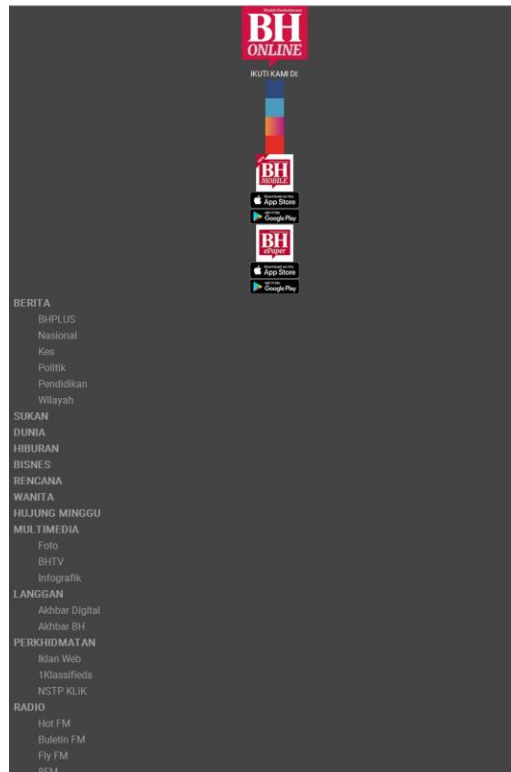 BH
ONLINE
IKUTI KAMI DI:
BH
MOBILE
Download on the
App Store
GET IT ON
Google Play
BH
ePaper
Download on the
App Store
GET IT ON
Google Play
BERITA
BHPLUS
Nasional
Kes
Politik
Pendidikan
Wilayah
SUKAN
DUNIA
HIBURAN
BISNES
RENCANA
WANITA
HUJUNG MINGGU
MULTIMEDIA
Foto
BHTV
Infografik
LANGGAN
Akhbar Digital
Akhbar BH
PERKHIDMATAN
Iklan Web
1Klassifieds
NSTP KLiK
RADIO
Hot FM
Buletin FM
Fly FM
8FM